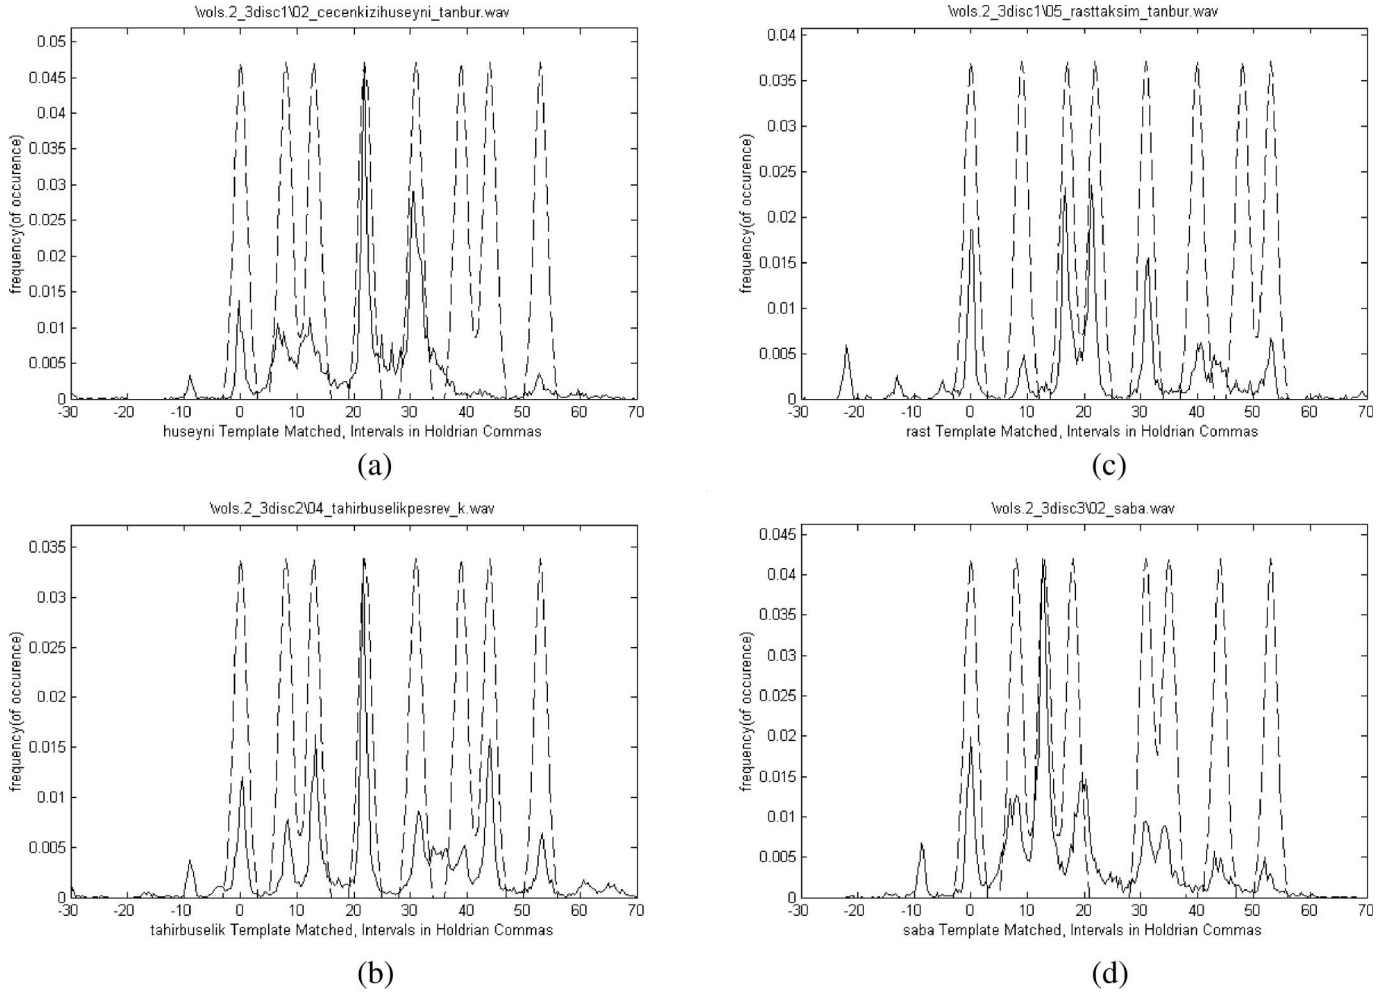 \vols.2_3disc1\02_cecenkizihuseyni_tanbur.wav
frequency(of occurence)
0.05
0.045
0.04
0.035
0.03
0.025
0.02
0.015
0.01
0.005
0
-30 -20 -10 0 10 20 30 40 50 60 70
huseyni Template Matched, Intervals in Holdrian Commas
(a)
\vols.2_3disc1\05_rasttaksim_tanbur.wav
frequency(of occurence)
0.04
0.035
0.03
0.025
0.02
0.015
0.01
0.005
0
-30 -20 -10 0 10 20 30 40 50 60 70
rast Template Matched, Intervals in Holdrian Commas
(c)
\vols.2_3disc2\04_tahirbuselikpesrev_k.wav
frequency(of occurence)
0.035
0.03
0.025
0.02
0.015
0.01
0.005
0
-30 -20 -10 0 10 20 30 40 50 60 70
tahirbuselik Template Matched, Intervals in Holdrian Commas
(b)
\vols.2_3disc3\02_saba.wav
frequency(of occurence)
0.045
0.04
0.035
0.03
0.025
0.02
0.015
0.01
0.005
0
-30 -20 -10 0 10 20 30 40 50 60 70
saba Template Matched, Intervals in Holdrian Commas
(d)